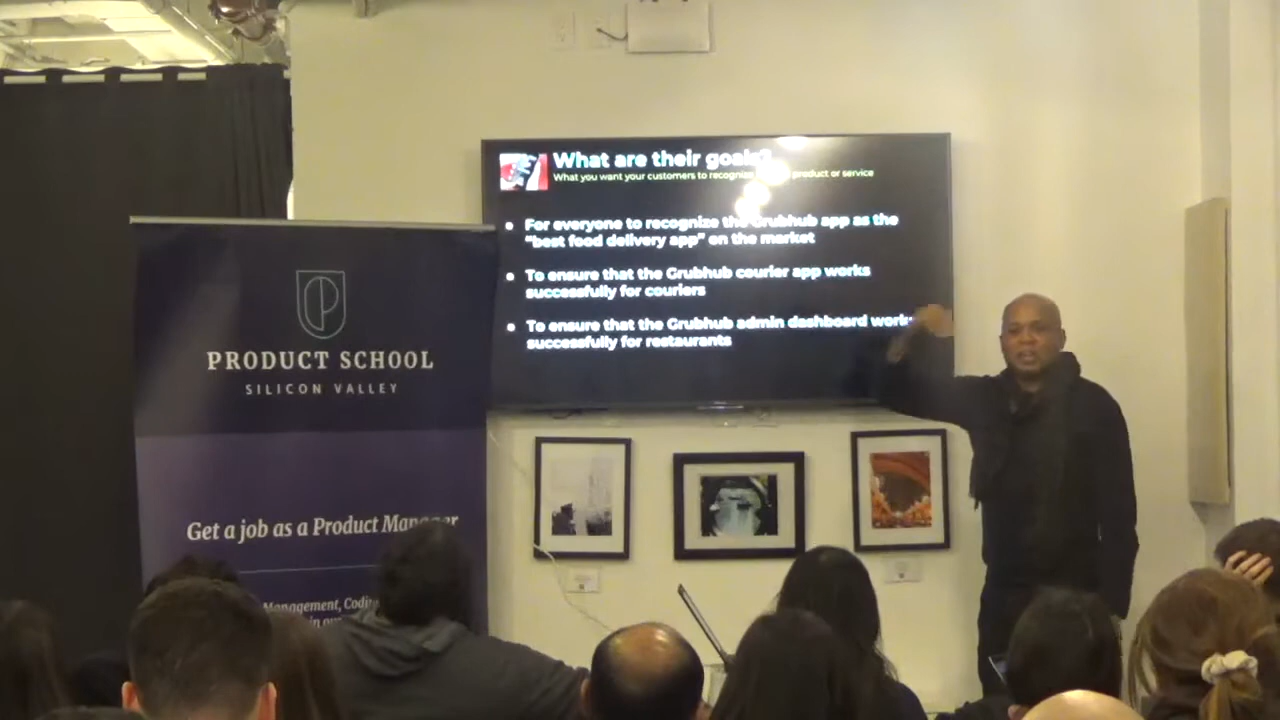 What are their goals?
What you want your customers to recognize product or service
• For everyone to recognize the Grubhub app as the
"best food delivery app" on the market
• To ensure that the Grubhub courier app works
successfully for couriers
• To ensure that the Grubhub admin dashboard works
successfully for restaurants
PRODUCT SCHOOL
SILICON VALLEY
Get a job as a Product Manager
Management,
in